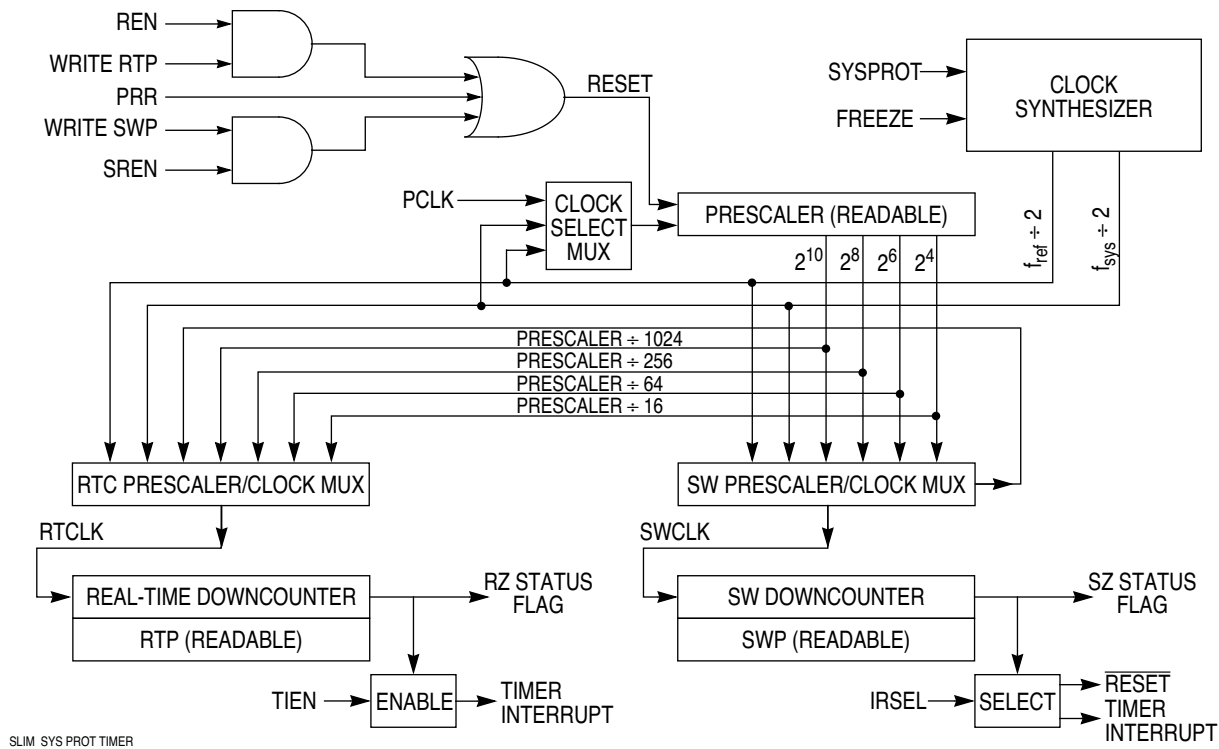 REN
WRITE RTP
PRR
WRITE SWP
SREN
RESET
SYSPROT
FREEZE
CLOCK
SYNTHESIZER
PCLK
CLOCK
SELECT
MUX
PRESCALER (READABLE)
2¹⁰ 2⁸ 2⁶ 2⁴
f_ref ÷ 2
f_sys ÷ 2
PRESCALER ÷ 1024
PRESCALER ÷ 256
PRESCALER ÷ 64
PRESCALER ÷ 16
RTC PRESCALER/CLOCK MUX
SW PRESCALER/CLOCK MUX
RTCLK
SWCLK
REAL-TIME DOWNCOUNTER
RTP (READABLE)
RZ STATUS
FLAG
SW DOWNCOUNTER
SWP (READABLE)
SZ STATUS
FLAG
TIEN
ENABLE
TIMER
INTERRUPT
IRSEL
SELECT
R̅E̅S̅E̅T̅
TIMER
INTERRUPT
SLIM SYS PROT TIMER